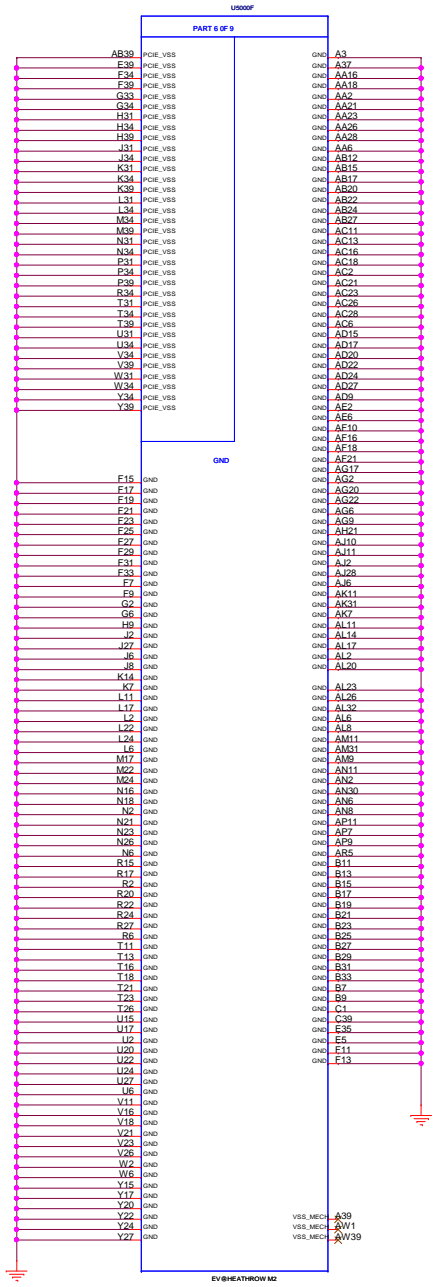 U5000F
PART 6 OF 9
AB39 PCIE_VSS
E39 PCIE_VSS
F34 PCIE_VSS
F39 PCIE_VSS
G33 PCIE_VSS
G34 PCIE_VSS
H31 PCIE_VSS
H34 PCIE_VSS
H39 PCIE_VSS
J31 PCIE_VSS
J34 PCIE_VSS
K31 PCIE_VSS
K34 PCIE_VSS
K39 PCIE_VSS
L31 PCIE_VSS
L34 PCIE_VSS
M34 PCIE_VSS
M39 PCIE_VSS
N31 PCIE_VSS
N34 PCIE_VSS
P31 PCIE_VSS
P34 PCIE_VSS
P39 PCIE_VSS
R34 PCIE_VSS
T31 PCIE_VSS
T34 PCIE_VSS
T39 PCIE_VSS
U31 PCIE_VSS
U34 PCIE_VSS
V34 PCIE_VSS
V39 PCIE_VSS
W31 PCIE_VSS
W34 PCIE_VSS
Y34 PCIE_VSS
Y39 PCIE_VSS
GND
F15 GND
F17 GND
F19 GND
F21 GND
F23 GND
F25 GND
F27 GND
F29 GND
F31 GND
F33 GND
F7 GND
F9 GND
G2 GND
G6 GND
H9 GND
J2 GND
J27 GND
J6 GND
J8 GND
K14 GND
K7 GND
L11 GND
L17 GND
L2 GND
L22 GND
L24 GND
L6 GND
M17 GND
M22 GND
M24 GND
N16 GND
N18 GND
N2 GND
N21 GND
N23 GND
N26 GND
N6 GND
R15 GND
R17 GND
R2 GND
R20 GND
R22 GND
R24 GND
R27 GND
R6 GND
T11 GND
T13 GND
T16 GND
T18 GND
T21 GND
T23 GND
T26 GND
U15 GND
U17 GND
U2 GND
U20 GND
U22 GND
U24 GND
U27 GND
U6 GND
V11 GND
V16 GND
V18 GND
V21 GND
V23 GND
V26 GND
W2 GND
W6 GND
Y15 GND
Y17 GND
Y20 GND
Y22 GND
Y24 GND
Y27 GND
GND A3
GND A37
GND AA16
GND AA18
GND AA2
GND AA21
GND AA23
GND AA26
GND AA28
GND AA6
GND AB12
GND AB15
GND AB17
GND AB20
GND AB22
GND AB24
GND AB27
GND AC11
GND AC13
GND AC16
GND AC18
GND AC2
GND AC21
GND AC23
GND AC26
GND AC28
GND AC6
GND AD15
GND AD17
GND AD20
GND AD22
GND AD24
GND AD27
GND AD9
GND AE2
GND AE6
GND AF10
GND AF16
GND AF18
GND AF21
GND AG17
GND AG2
GND AG20
GND AG22
GND AG6
GND AG9
GND AH21
GND AJ10
GND AJ11
GND AJ2
GND AJ28
GND AJ6
GND AK11
GND AK31
GND AK7
GND AL11
GND AL14
GND AL17
GND AL2
GND AL20
GND AL23
GND AL26
GND AL32
GND AL6
GND AL8
GND AM11
GND AM31
GND AM9
GND AN11
GND AN2
GND AN30
GND AN6
GND AN8
GND AP11
GND AP7
GND AP9
GND AR5
GND B11
GND B13
GND B15
GND B17
GND B19
GND B21
GND B23
GND B25
GND B27
GND B29
GND B31
GND B33
GND B7
GND B9
GND C1
GND C39
GND E35
GND E5
GND F11
GND F13
VSS_MECH A39
VSS_MECH AW1
VSS_MECH AW39
EV@HEATHROW M2